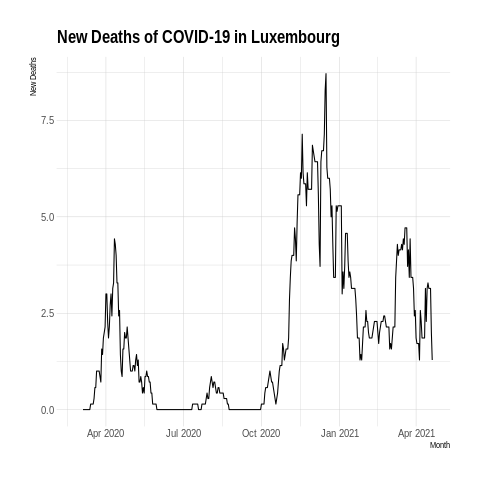 New Deaths of COVID-19 in Luxembourg
New Deaths
7.5
5.0
2.5
0.0
Apr 2020 Jul 2020 Oct 2020 Jan 2021 Apr 2021
Month